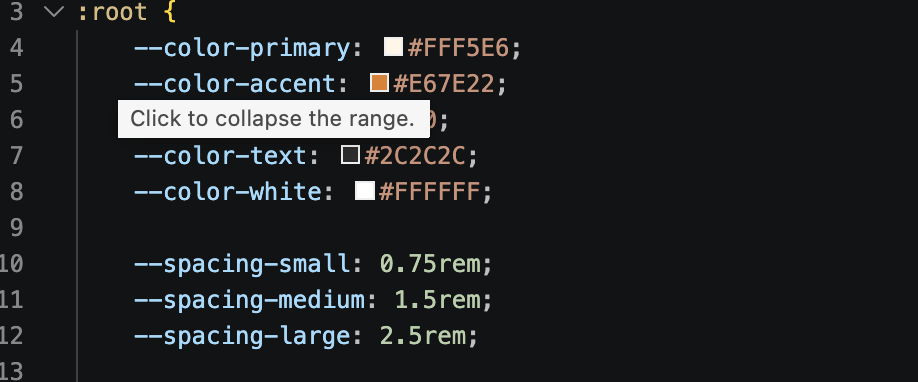 3 :root {
4 --color-primary: #FFF5E6;
5 --color-accent: #E67E22;
6 Click to collapse the range. 0;
7 --color-text: #2C2C2C;
8 --color-white: #FFFFFF;
9
10 --spacing-small: 0.75rem;
11 --spacing-medium: 1.5rem;
12 --spacing-large: 2.5rem;
13